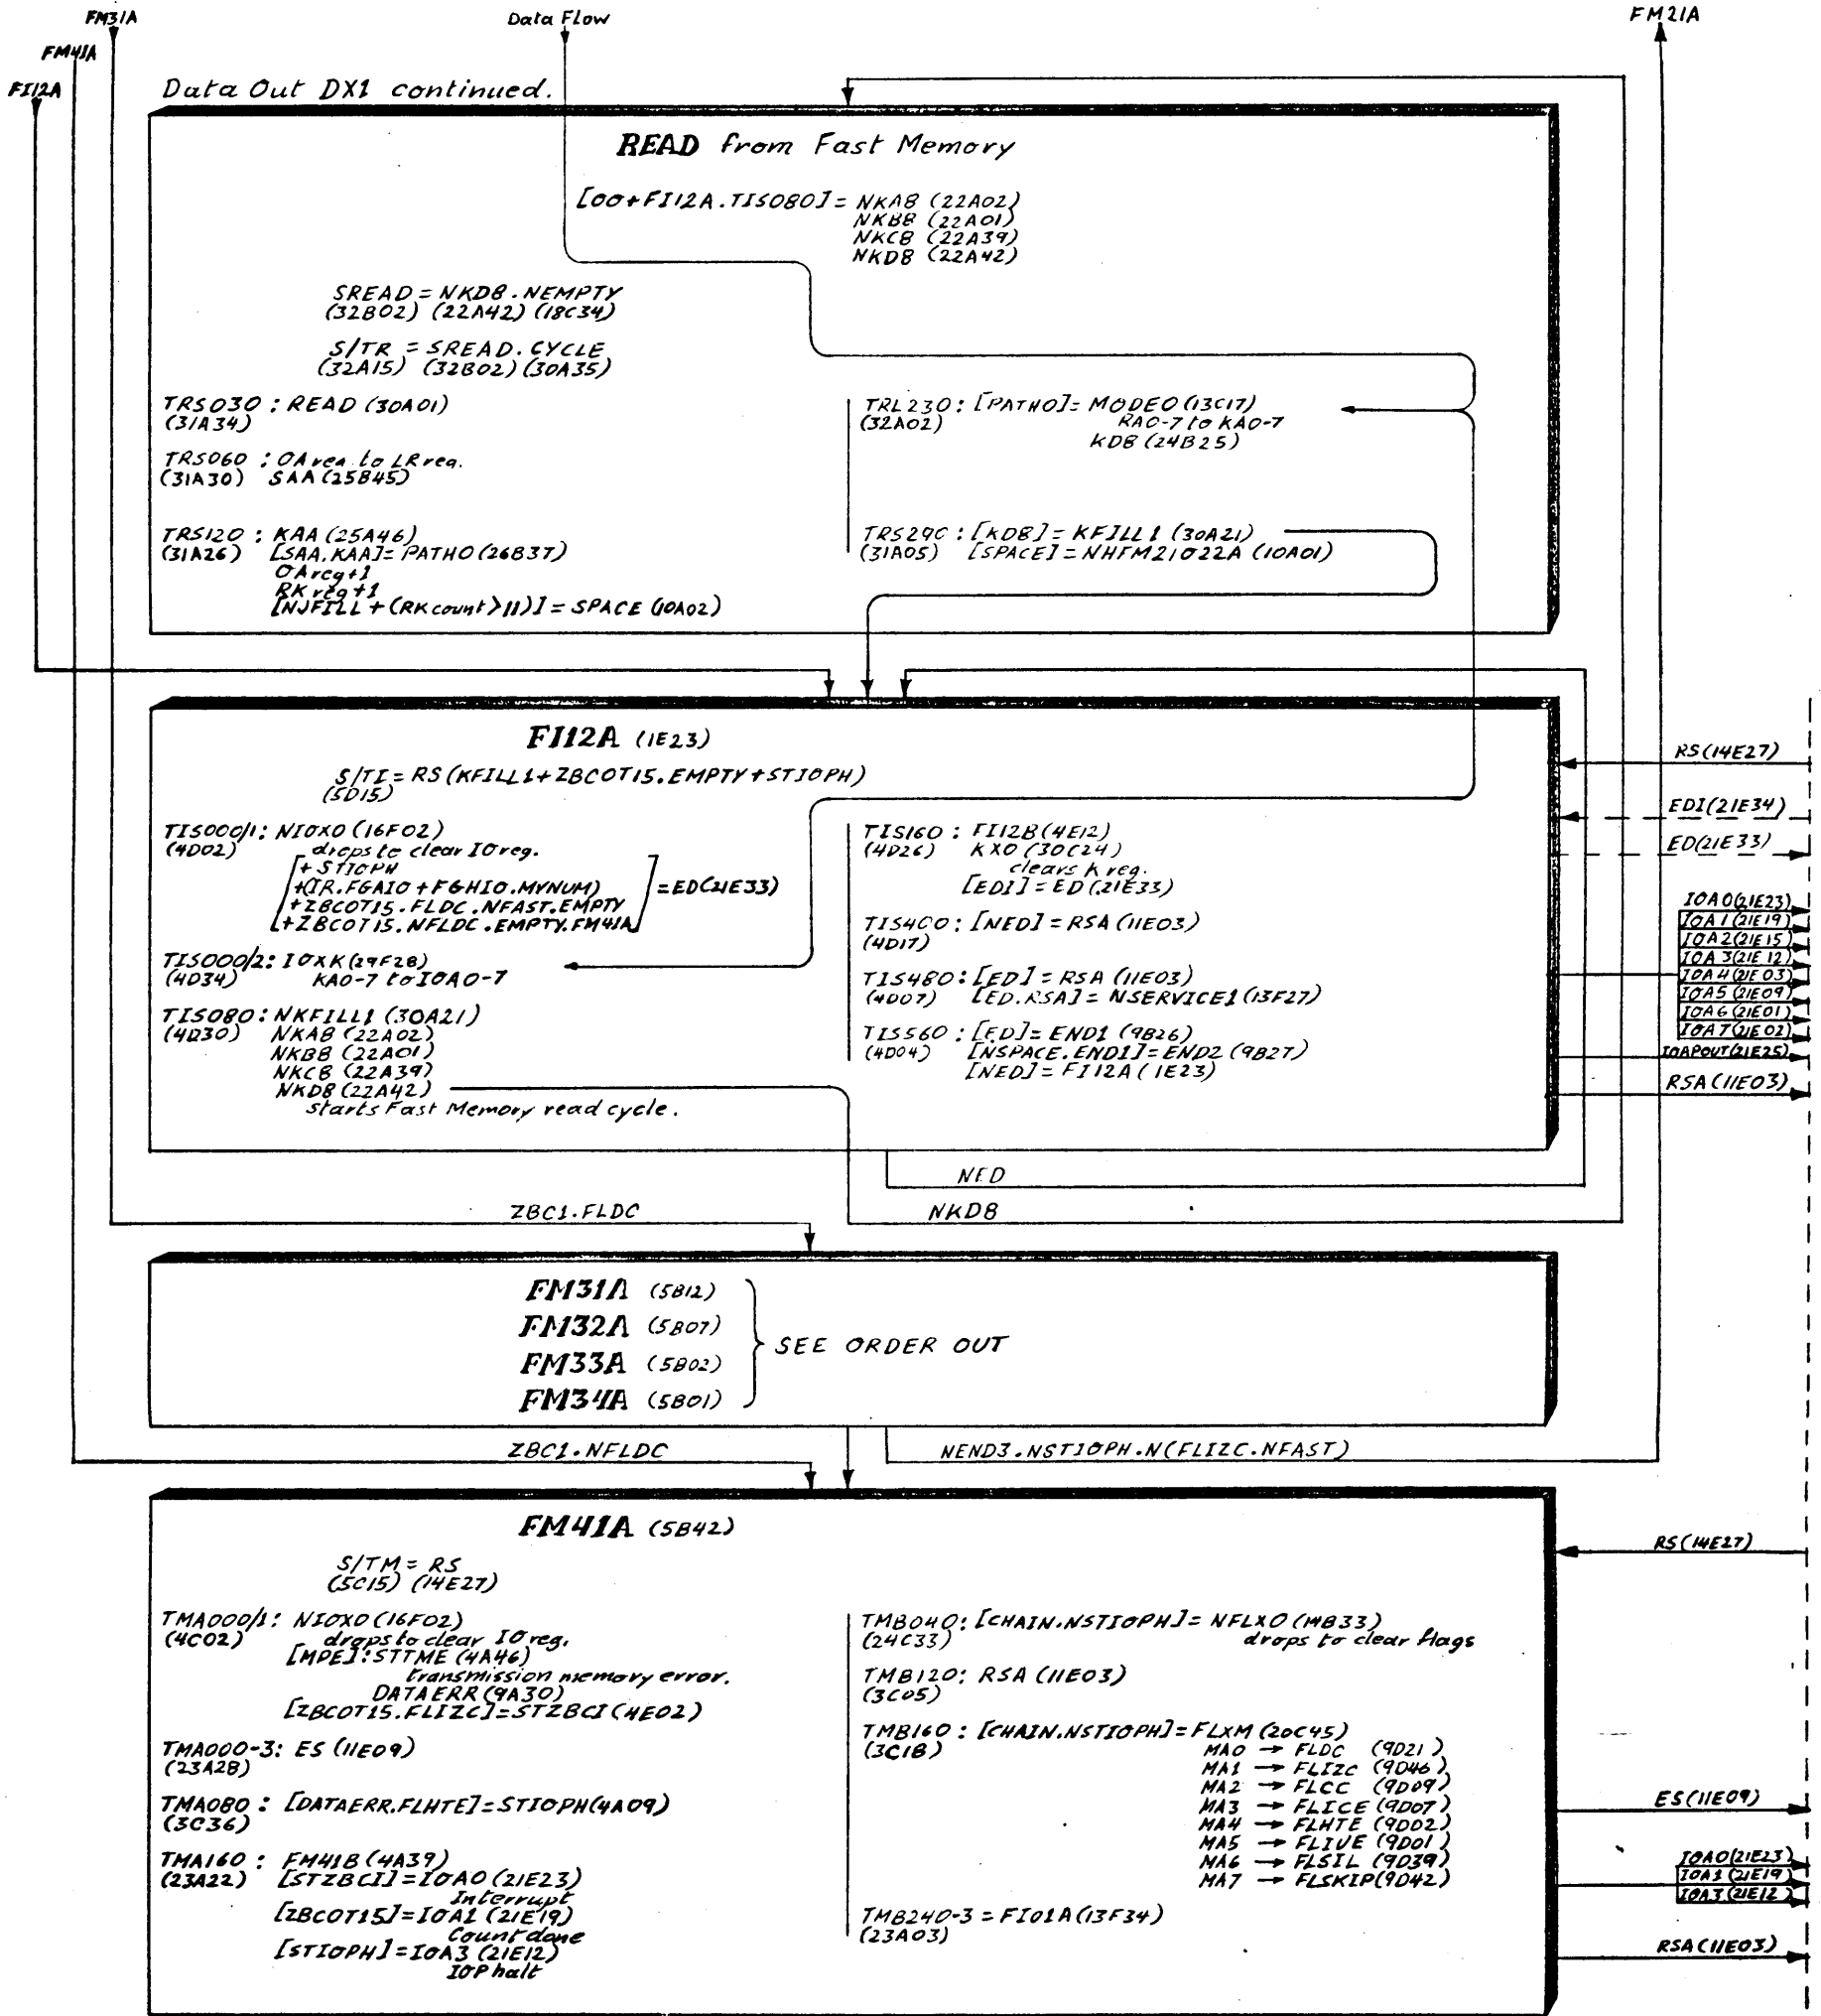 FM31A
Data Flow
FM21A
FM41A
FI12A
Data Out DX1 continued.
READ from Fast Memory
[00+FI12A.TIS080]= NKA8 (22A02)
NKB8 (22A01)
NKC8 (22A39)
NKD8 (22A42)
SREAD = NKD8.NEMPTY
(32B02) (22A42) (18C34)
S/TR = SREAD.CYCLE
(32A15) (32B02) (30A35)
TRS030 : READ (30A01)
(31A34)
TRS060 : OAreg. to LRreg.
(31A30) SAA (25B45)
TRS120 : KAA (25A46)
(31A26) [SAA.KAA]= PATHO (26B37)
OAreg+1
RKreg+1
[NJFILL + (RKcount>11)] = SPACE (10A02)
TRL230: [PATHO]= MODE0 (13C17)
(32A02) RA0-7 to KA0-7
KD8 (24B25)
TRS290: [KD8]= KFILL1 (30A21)
(31A05) [SPACE]= NHFM21022A (10A01)
FI12A (1E23)
S/TI = RS (KFILL1+ZBCOT15.EMPTY+STIOPH)
(5D15)
TIS000/1: NIOX0 (16F02)
(4D02) drops to clear IOreg.
+ STIOPH
+(IR.FGAIO + FGHIO.MYNUM)
+ZBCOT15.FLDC.NFAST.EMPTY
+ZBCOT15.NFLDC.EMPTY.FM41A
=ED(21E33)
TIS000/2: IOXK (29F28)
(4D34) KA0-7 to IOA0-7
TIS080: NKFILL1 (30A21)
(4D30) NKA8 (22A02)
NKB8 (22A01)
NKC8 (22A39)
NKD8 (22A42)
starts Fast Memory read cycle.
TIS160 : FI12B (4E12)
(4D26) KX0 (30C24)
clears K reg.
[EDI]= ED (21E33)
TIS400: [NED]= RSA (11E03)
(4D17)
TIS480: [ED]= RSA (11E03)
(4D07) [ED.RSA]= NSERVICE1 (13F27)
TIS560: [ED]= END1 (9B26)
(4D04) [NSPACE.END1]= END2 (9B27)
[NED]= FI12A (1E23)
RS (14E27)
EDI (21E34)
ED (21E33)
IOA0 (21E23)
IOA1 (21E19)
IOA2 (21E15)
IOA3 (21E12)
IOA4 (21E03)
IOA5 (21E09)
IOA6 (21E01)
IOA7 (21E02)
IOAPOUT (21E25)
RSA (11E03)
NED
ZBC1.FLDC
NKD8
FM31A (5B12)
FM32A (5B07)
FM33A (5B02)
FM34A (5B01)
SEE ORDER OUT
ZBC1.NFLDC
NEND3.NSTIOPH.N(FLIZC.NFAST)
FM41A (5B42)
S/TM = RS
(5C15) (14E27)
TMA000/1: NIOX0 (16F02)
(4C02) drops to clear IO reg.
[MPE]: STTME (4A46)
transmission memory error.
DATAERR (9A30)
[ZBCOT15.FLIZC]= STZBCI (4E02)
TMA000-3: ES (11E09)
(23A28)
TMA080 : [DATAERR.FLHTE]= STIOPH (4A09)
(3C36)
TMA160 : FM41B (4A39)
(23A22) [STZBCI]= IOA0 (21E23)
Interrupt
[ZBCOT15]= IOA1 (21E19)
Count done
[STIOPH]= IOA3 (21E12)
IOP halt
TMB040: [CHAIN.NSTIOPH]= NFLX0 (14B33)
(24C33) drops to clear flags
TMB120: RSA (11E03)
(3C05)
TMB160 : [CHAIN.NSTIOPH]= FLXM (20C45)
(3C18) MA0 → FLDC (9D21)
MA1 → FLIZC (9D46)
MA2 → FLCC (9D09)
MA3 → FLICE (9D07)
MA4 → FLHTE (9D02)
MA5 → FLIUE (9D01)
MA6 → FLSIL (9D39)
MA7 → FLSKIP (9D42)
TMB240-3 = FI01A (13F34)
(23A03)
RS (14E27)
ES (11E09)
IOA0 (21E23)
IOA1 (21E19)
IOA3 (21E12)
RSA (11E03)